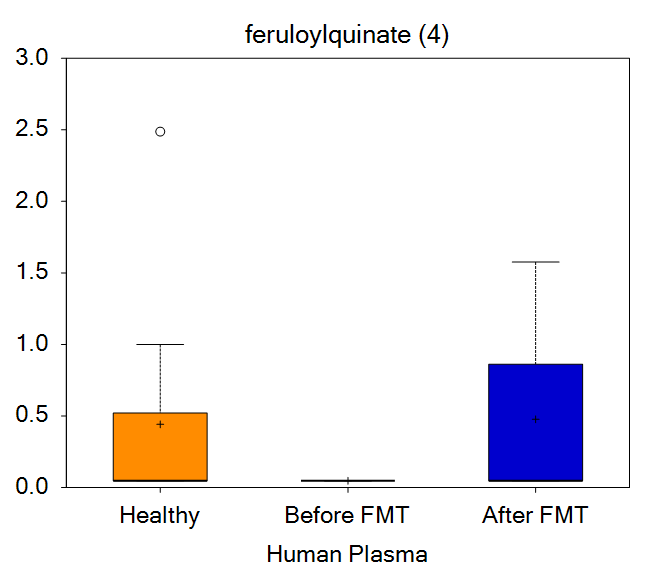 feruloylquinate (4)
3.0
2.5
2.0
1.5
1.0
0.5
0.0
Healthy
Before FMT
After FMT
Human Plasma